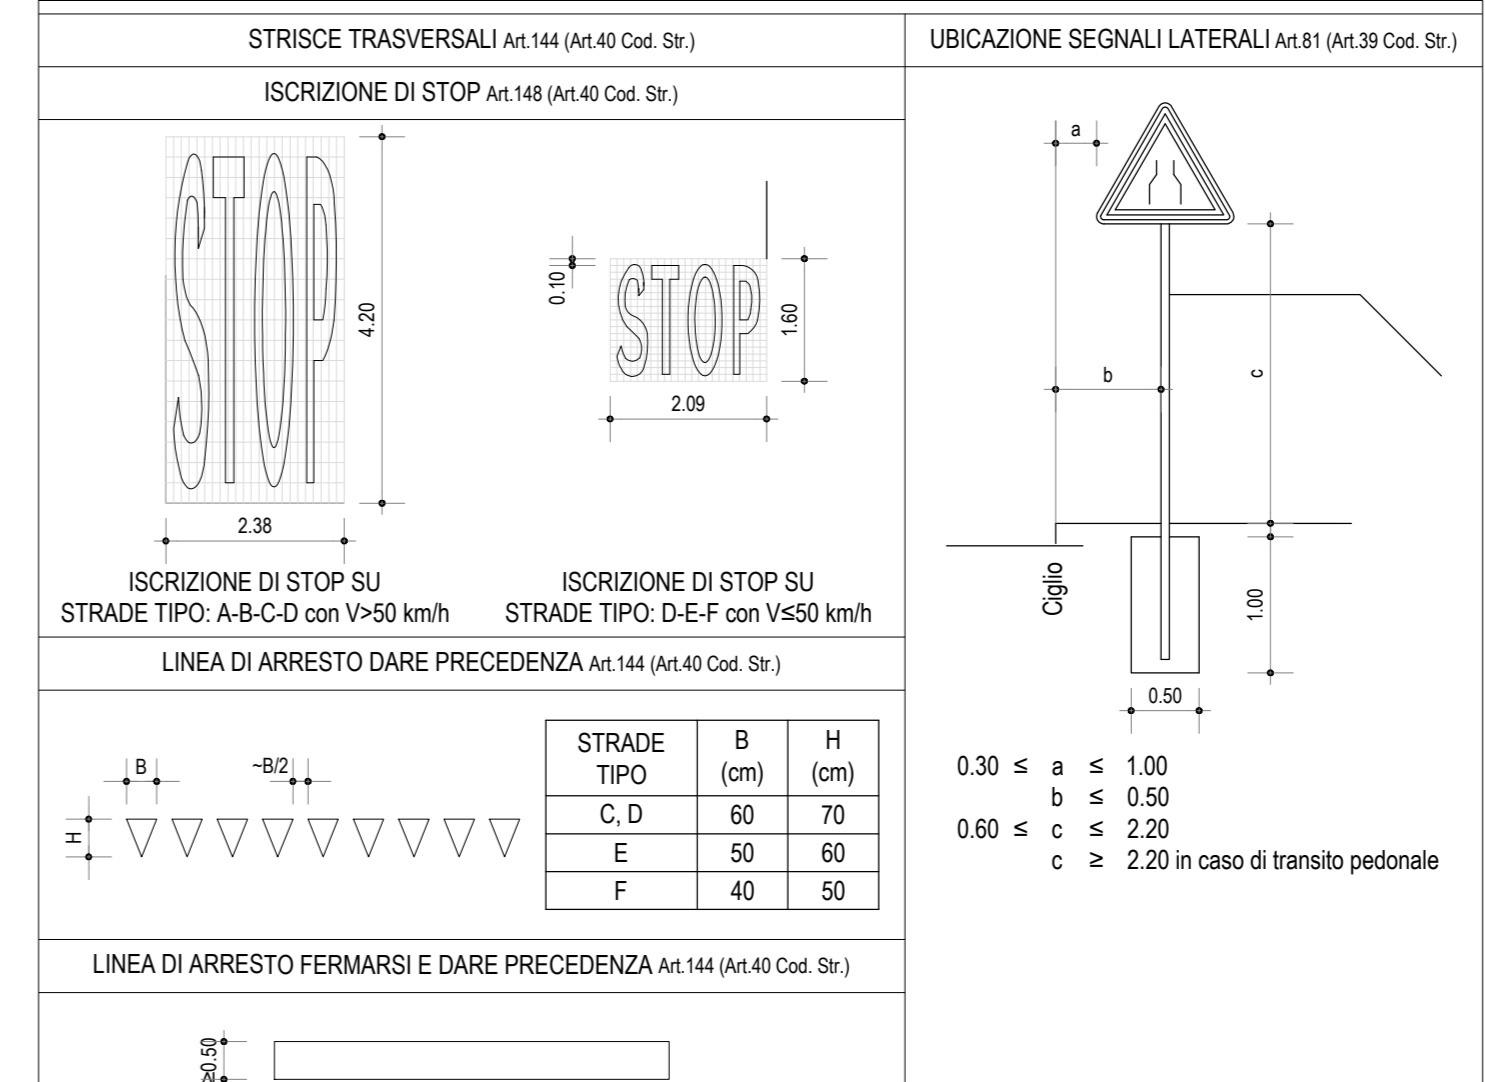 STRISCE TRASVERSALI Art.144 (Art.40 Cod. Str.)
ISCRIZIONE DI STOP Art.148 (Art.40 Cod. Str.)
STOP
4.20
2.38
0.10
STOP
1.60
2.09
ISCRIZIONE DI STOP SU
STRADE TIPO: A-B-C-D con V>50 km/h
ISCRIZIONE DI STOP SU
STRADE TIPO: D-E-F con V≤50 km/h
LINEA DI ARRESTO DARE PRECEDENZA Art.144 (Art.40 Cod. Str.)
B
~B/2
H
STRADE TIPO B (cm) H (cm)
C, D 60 70
E 50 60
F 40 50
LINEA DI ARRESTO FERMARSI E DARE PRECEDENZA Art.144 (Art.40 Cod. Str.)
≥0.50
UBICAZIONE SEGNALI LATERALI Art.81 (Art.39 Cod. Str.)
a
b
c
Ciglio
1.00
0.50
0.30 ≤ a ≤ 1.00
b ≤ 0.50
0.60 ≤ c ≤ 2.20
c ≥ 2.20 in caso di transito pedonale